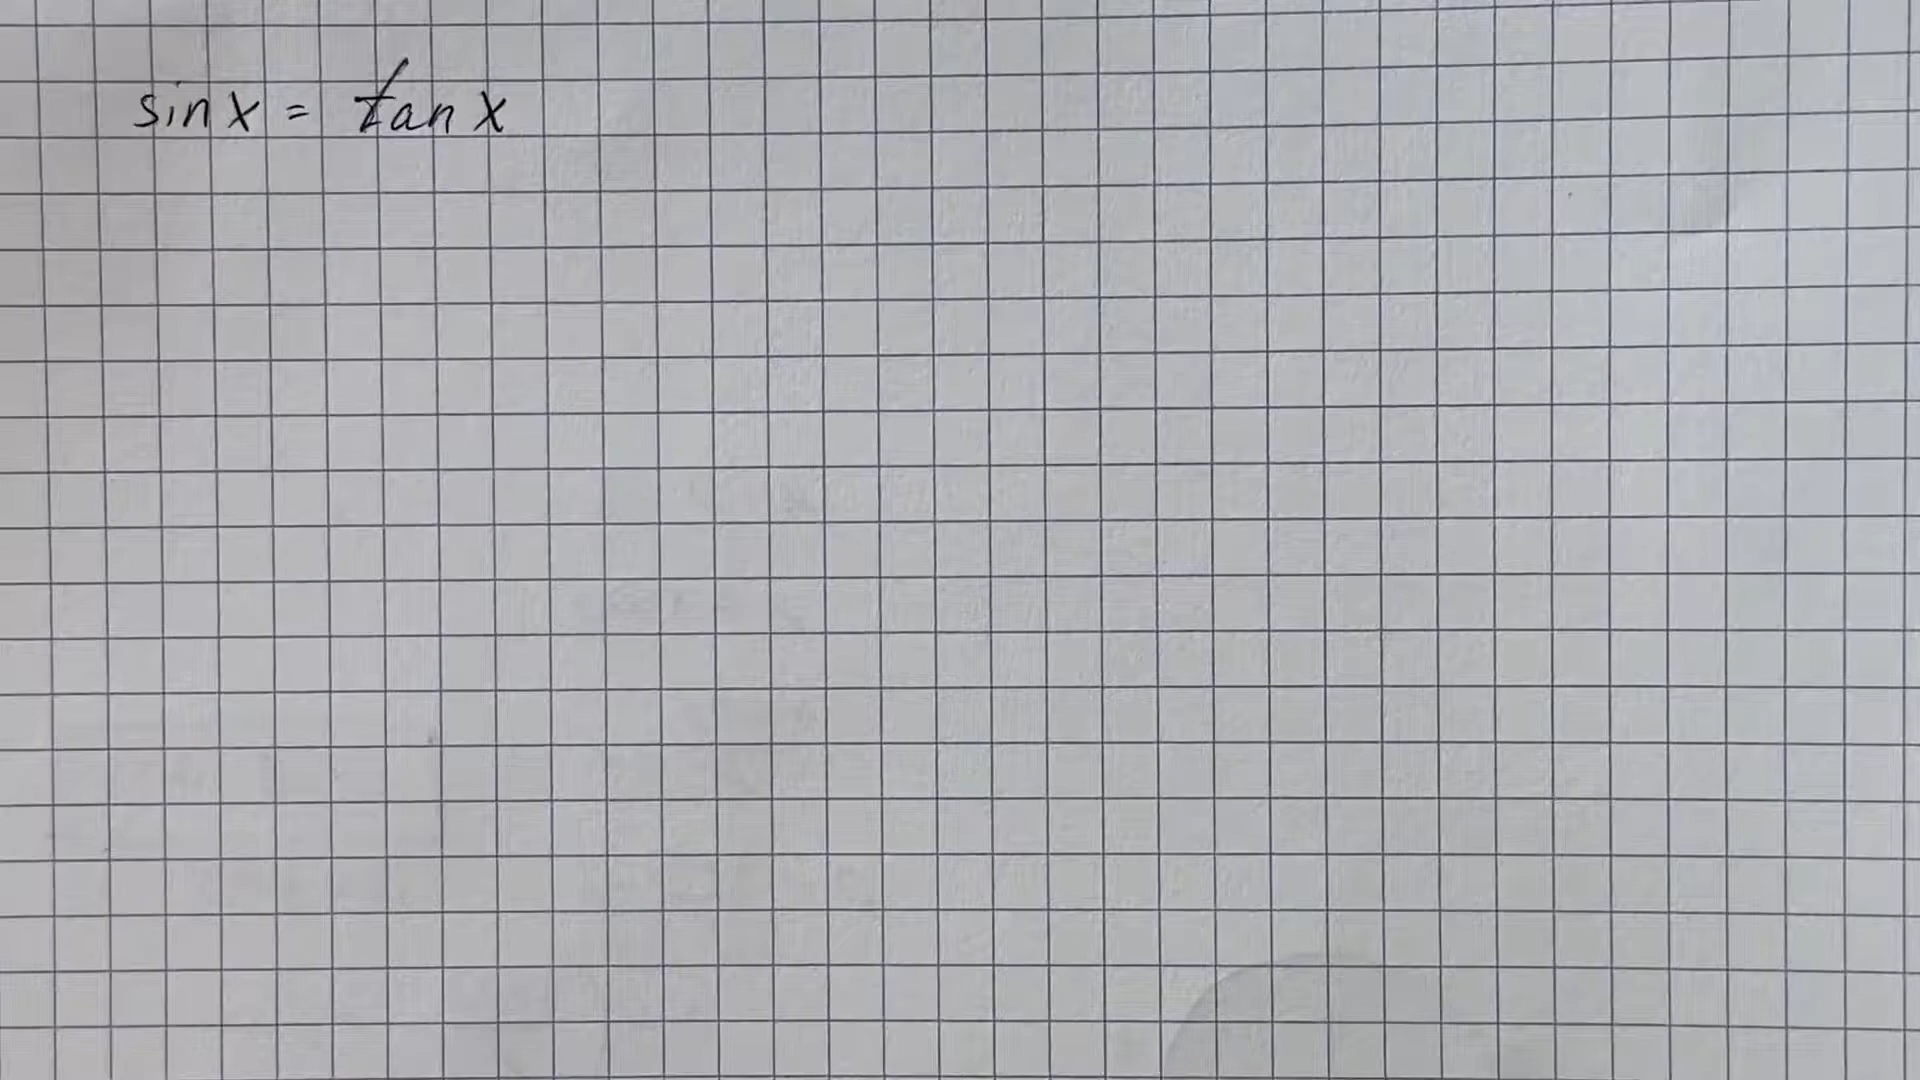 sin x = tan x